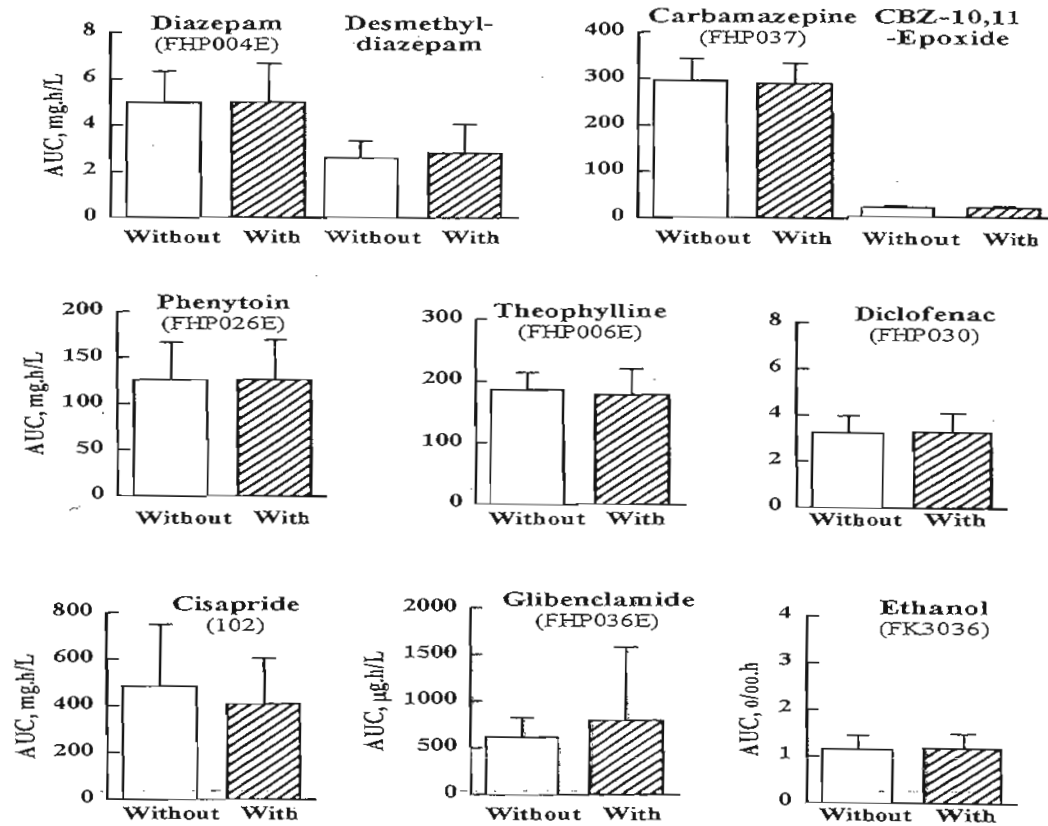 Diazepam
(FHP004E)
Desmethyl-
diazepam
AUC, mg.h/L
8
6
4
2
0
Without With Without With
Carbamazepine
(FHP037)
CBZ-10,11
-Epoxide
400
300
200
100
0
Without With Without With
Phenytoin
(FHP026E)
AUC, mg.h/L
200
150
100
50
0
Without With
Theophylline
(FHP006E)
300
200
100
0
Without With
Diclofenac
(FHP030)
8
6
4
2
0
Without With
Cisapride
(102)
AUC, mg.h/L
800
600
400
200
0
Without With
Glibenclamide
(FHP036E)
AUC, µg.h/L
2000
1500
1000
500
0
Without With
Ethanol
(FK3036)
AUC, o/oo.h
4
3
2
1
0
Without With